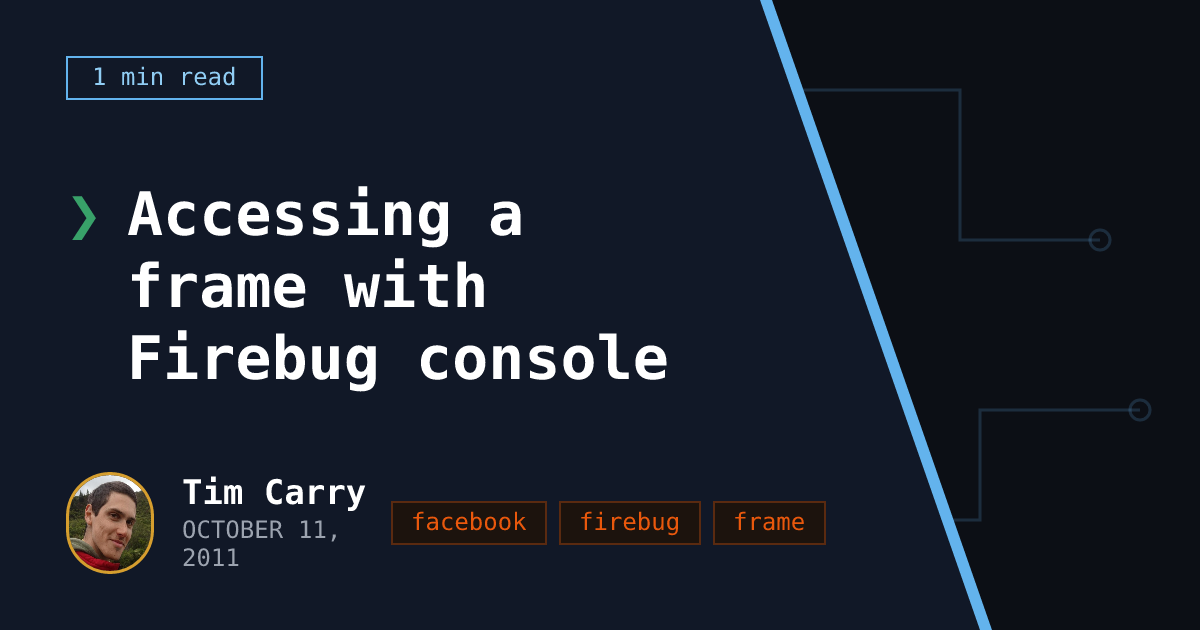 1 min read
❯ Accessing a
frame with
Firebug console
Tim Carry
OCTOBER 11,
2011
facebook
firebug
frame